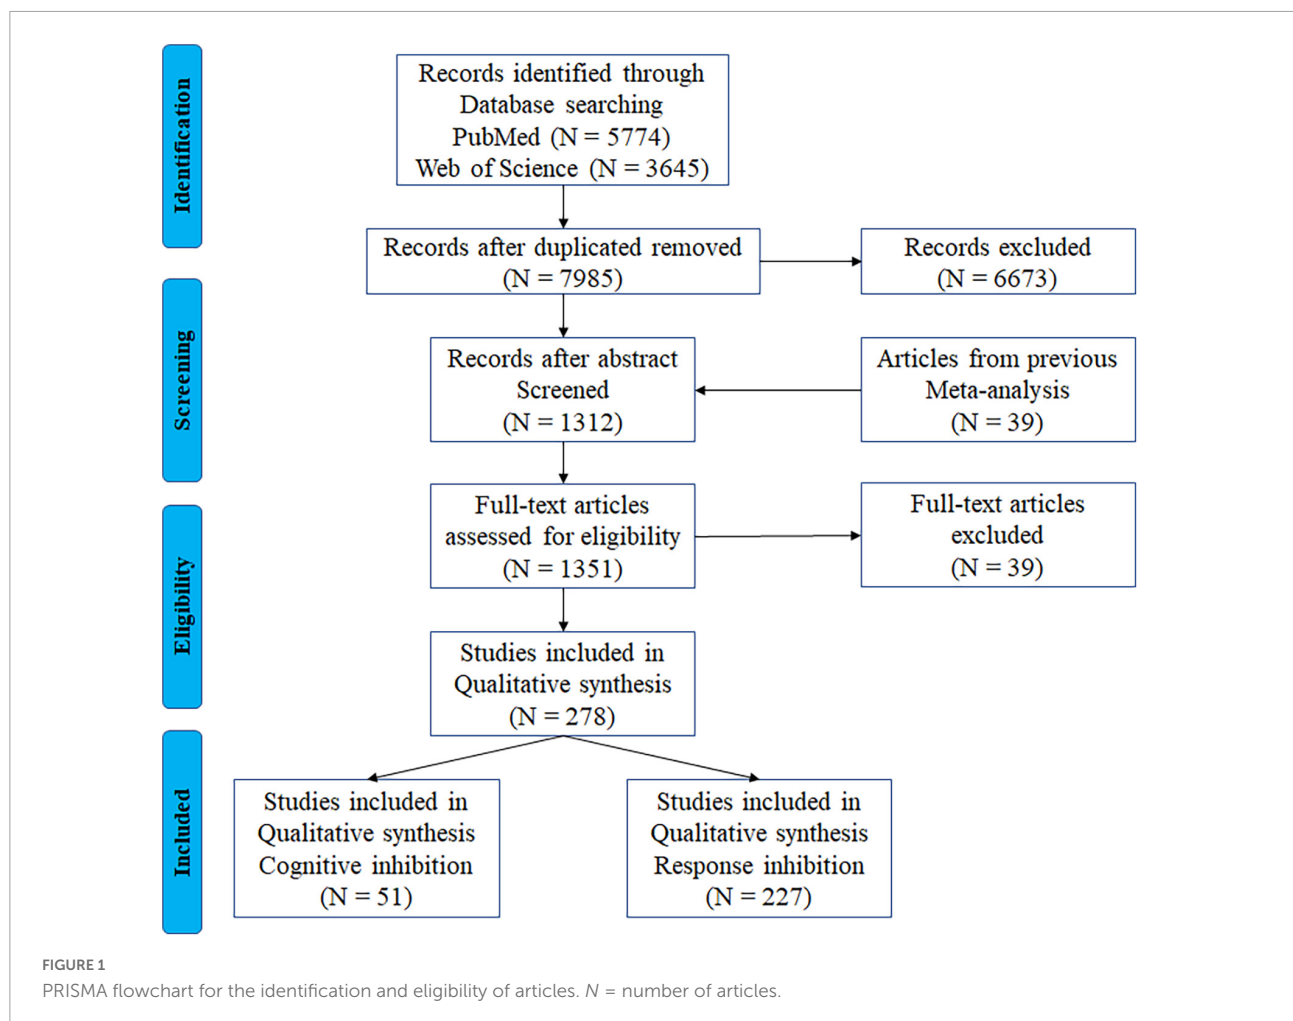 Identification
Records identified through
Database searching
PubMed (N = 5774)
Web of Science (N = 3645)
Records after duplicated removed
(N = 7985)
Records excluded
(N = 6673)
Screening
Records after abstract
Screened
(N = 1312)
Articles from previous
Meta-analysis
(N = 39)
Eligibility
Full-text articles
assessed for eligibility
(N = 1351)
Full-text articles
excluded
(N = 39)
Studies included in
Qualitative synthesis
(N = 278)
Included
Studies included in
Qualitative synthesis
Cognitive inhibition
(N = 51)
Studies included in
Qualitative synthesis
Response inhibition
(N = 227)
FIGURE 1
PRISMA flowchart for the identification and eligibility of articles. N = number of articles.